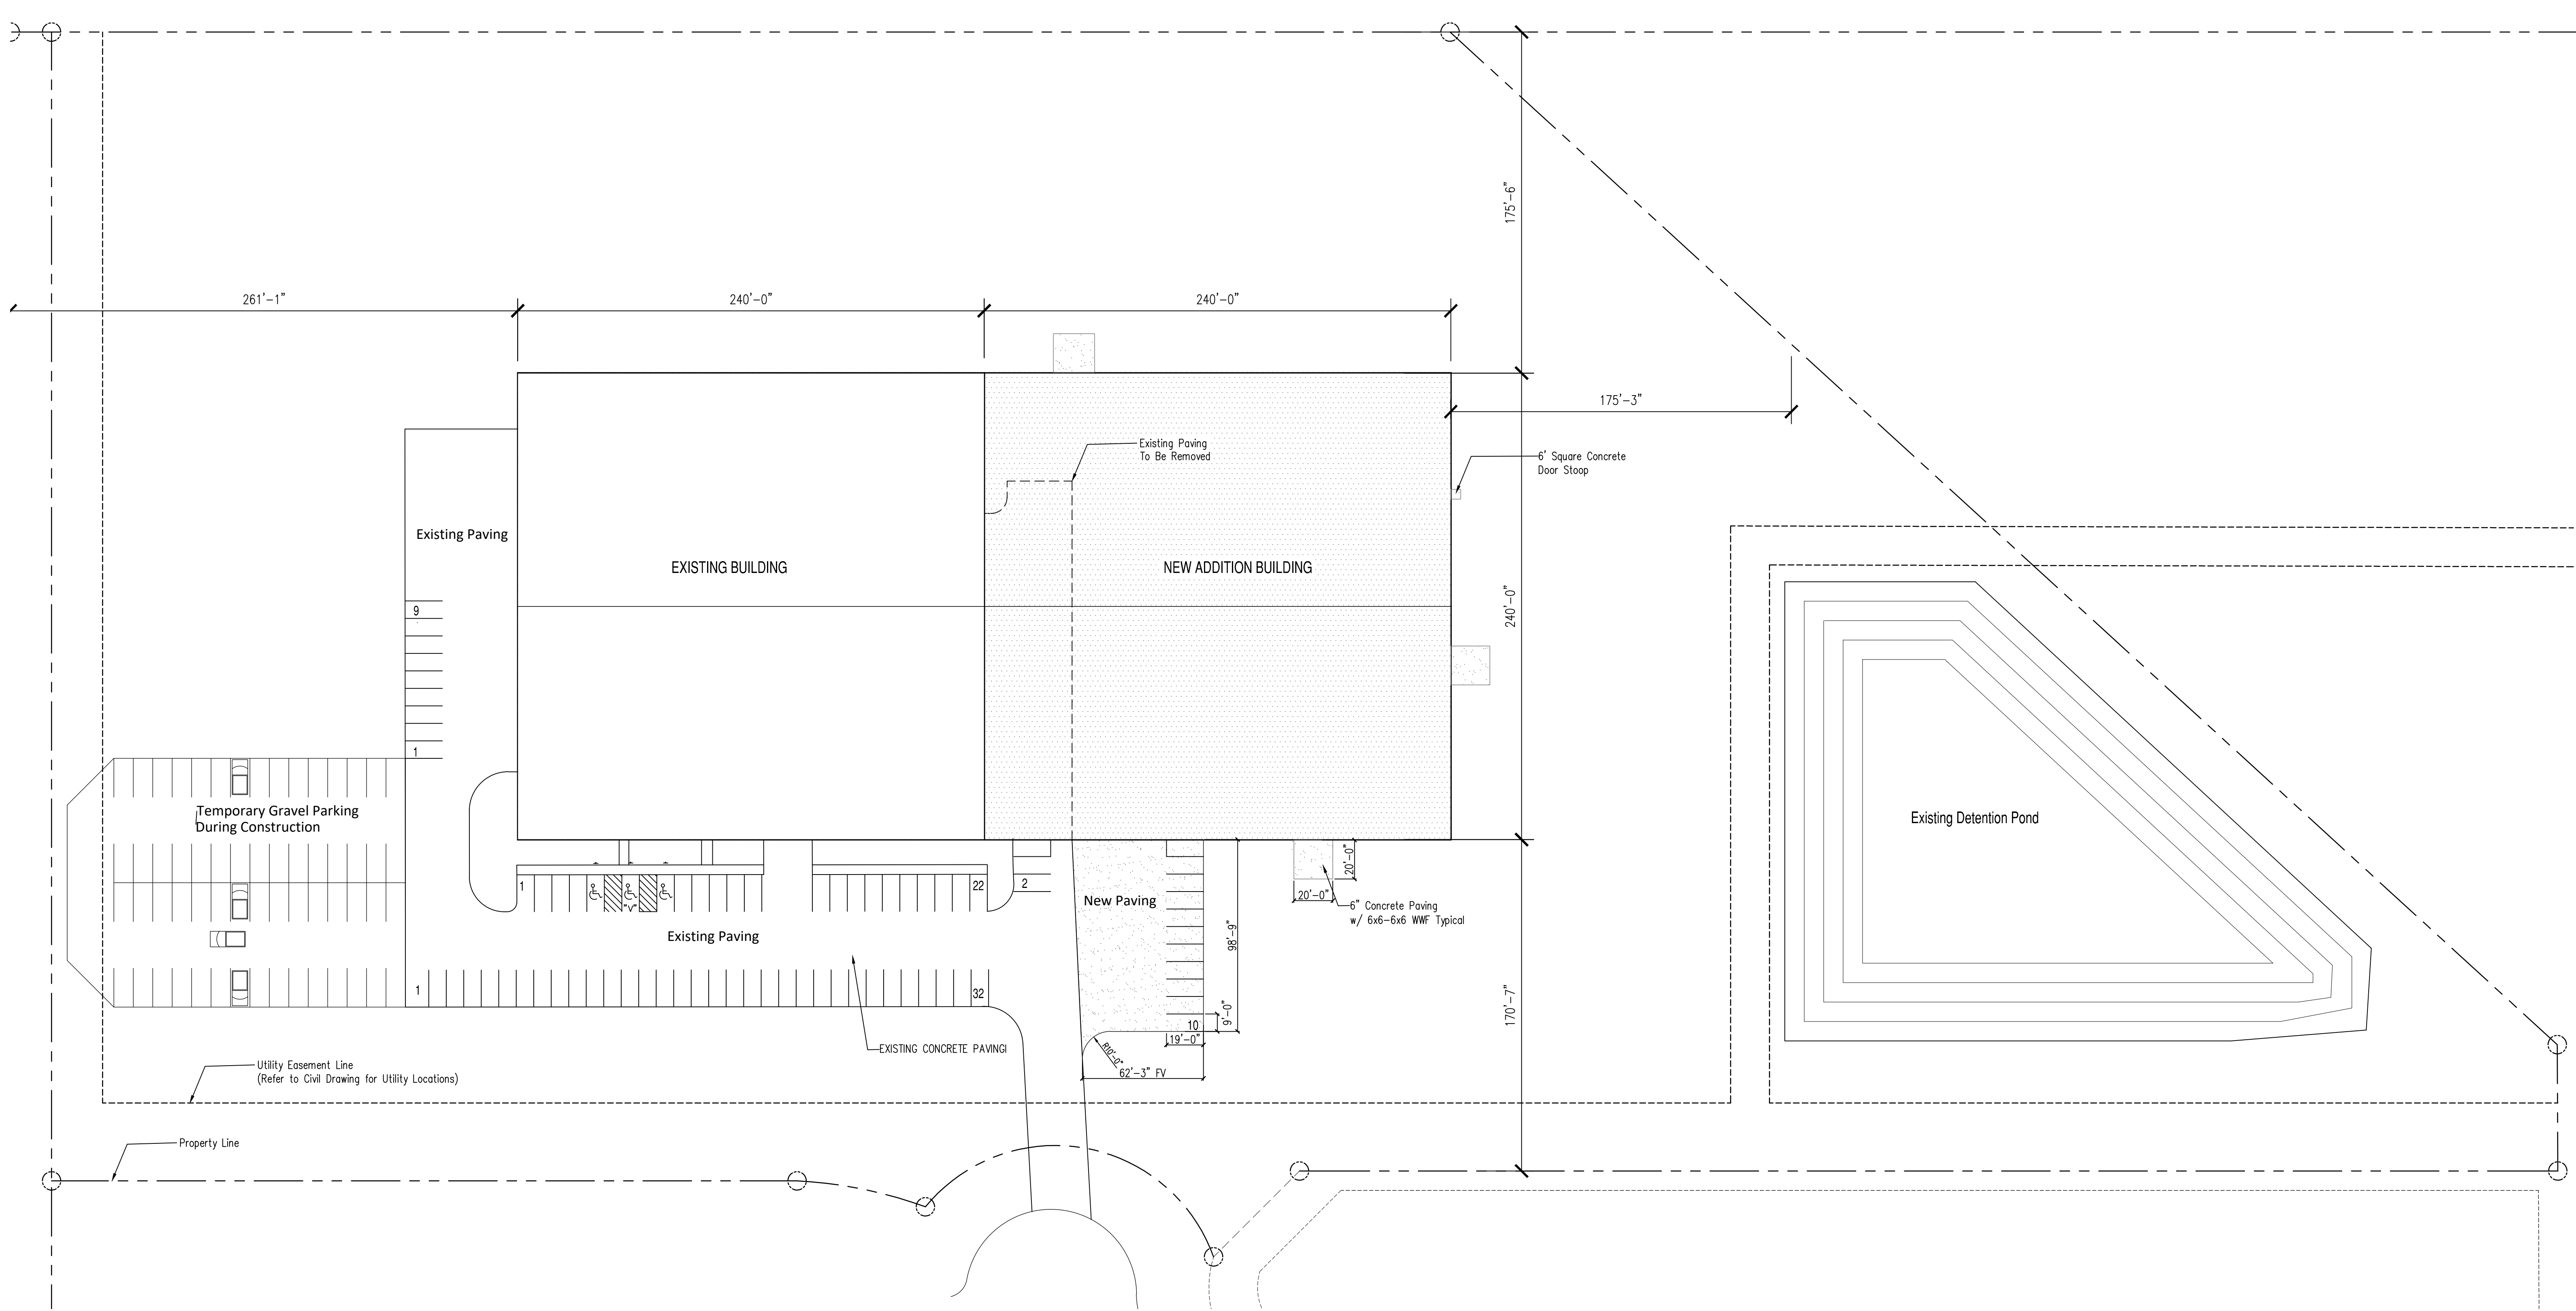 175'-6"
261'-1"
240'-0"
240'-0"
175'-3"
Existing Paving
To Be Removed
6' Square Concrete
Door Stoop
Existing Paving
EXISTING BUILDING
NEW ADDITION BUILDING
240'-0"
9
1
Temporary Gravel Parking
During Construction
Existing Detention Pond
1
"V"
22
2
New Paving
20'-0"
20'-0"
6" Concrete Paving
w/ 6x6-6x6 WWF Typical
Existing Paving
98'-9"
1
32
10
9'-0"
19'-0"
R10'-0"
62'-3" FV
170'-7"
EXISTING CONCRETE PAVINGI
Utility Easement Line
(Refer to Civil Drawing for Utility Locations)
Property Line